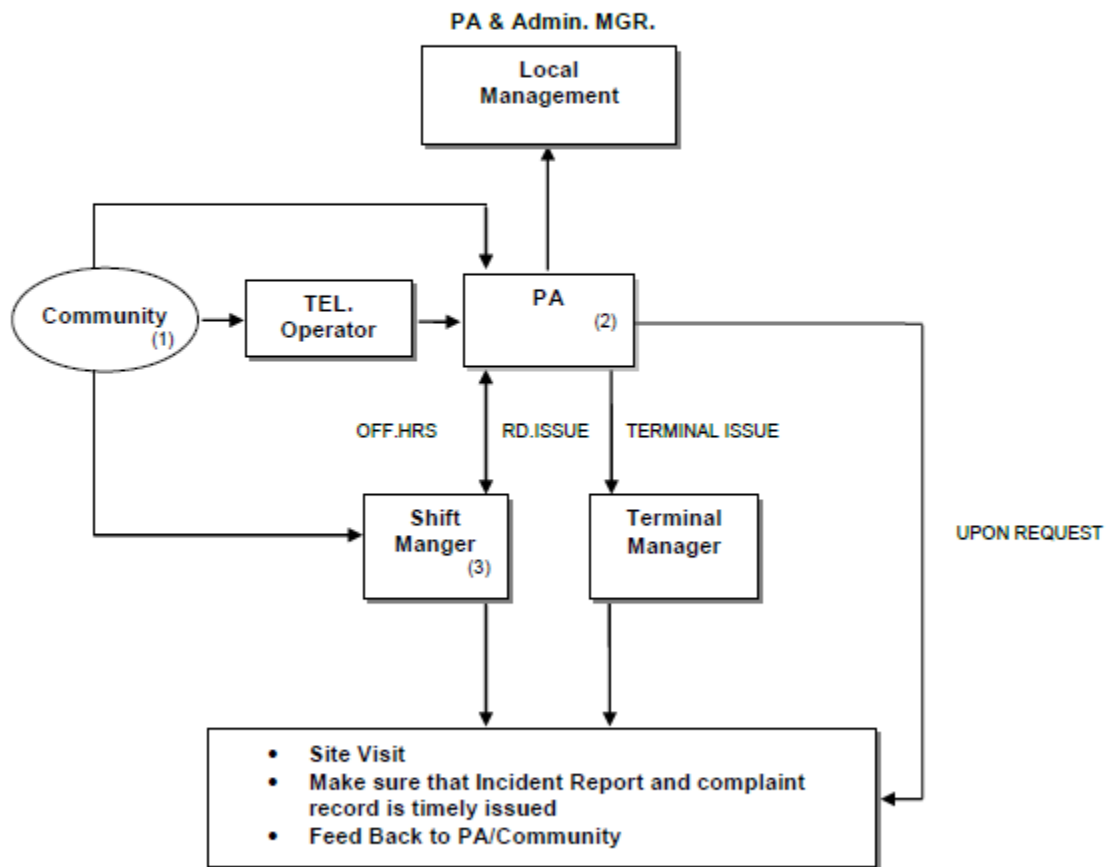 PA & Admin. MGR.
Local
Management
Community
(1)
TEL.
Operator
PA
(2)
OFF.HRS
RD.ISSUE
TERMINAL ISSUE
Shift
Manger
(3)
Terminal
Manager
UPON REQUEST
• Site Visit
• Make sure that Incident Report and complaint
record is timely issued
• Feed Back to PA/Community